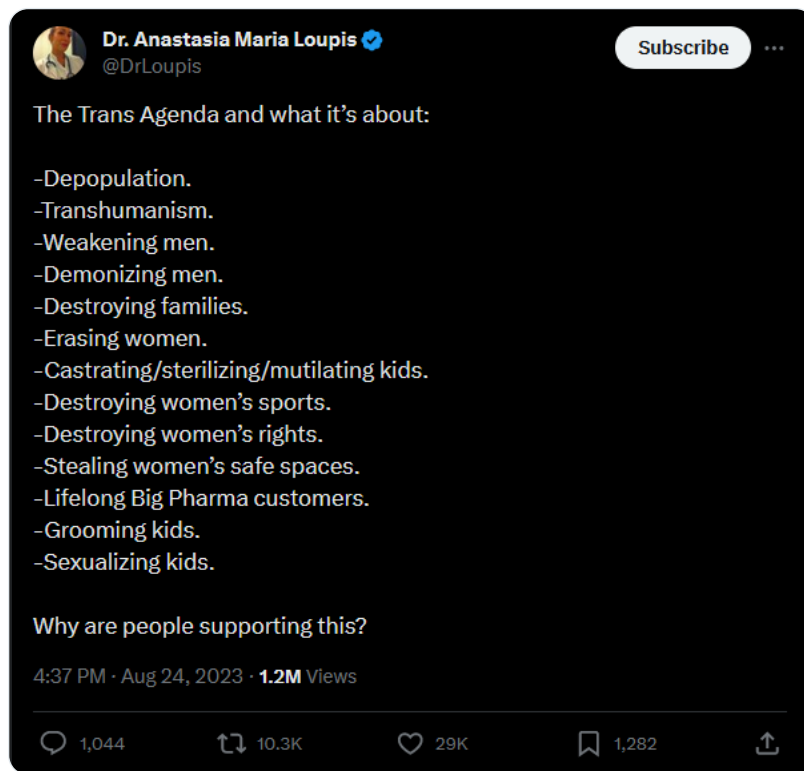 Dr. Anastasia Maria Loupis
Subscribe
@DrLoupis
The Trans Agenda and what it’s about:
-Depopulation.
-Transhumanism.
-Weakening men.
-Demonizing men.
-Destroying families.
-Erasing women.
-Castrating/sterilizing/mutilating kids.
-Destroying women’s sports.
-Destroying women’s rights.
-Stealing women’s safe spaces.
-Lifelong Big Pharma customers.
-Grooming kids.
-Sexualizing kids.
Why are people supporting this?
4:37 PM · Aug 24, 2023 · 1.2M Views
1,044 10.3K 29K 1,282